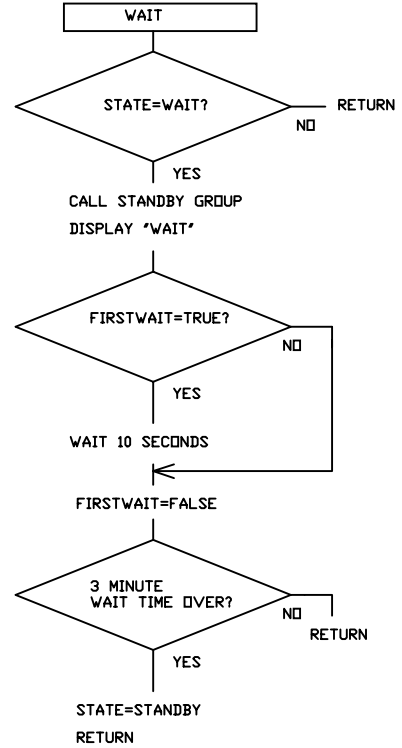 WAIT
STATE=WAIT?
RETURN
NO
YES
CALL STANDBY GROUP
DISPLAY "WAIT"
FIRSTWAIT=TRUE?
NO
YES
WAIT 10 SECONDS
FIRSTWAIT=FALSE
3 MINUTE
WAIT TIME OVER?
NO
RETURN
YES
STATE=STANDBY
RETURN